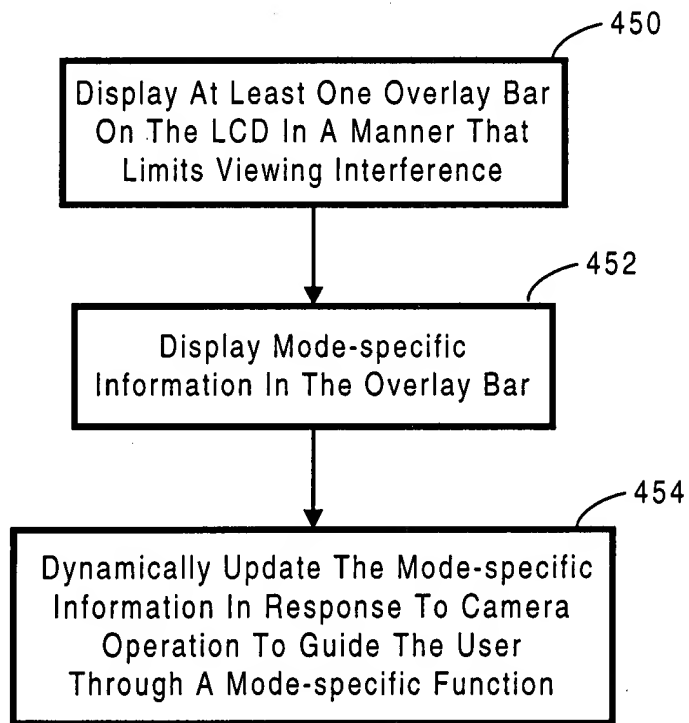 450
Display At Least One Overlay Bar
On The LCD In A Manner That
Limits Viewing Interference
452
Display Mode-specific
Information In The Overlay Bar
454
Dynamically Update The Mode-specific
Information In Response To Camera
Operation To Guide The User
Through A Mode-specific Function